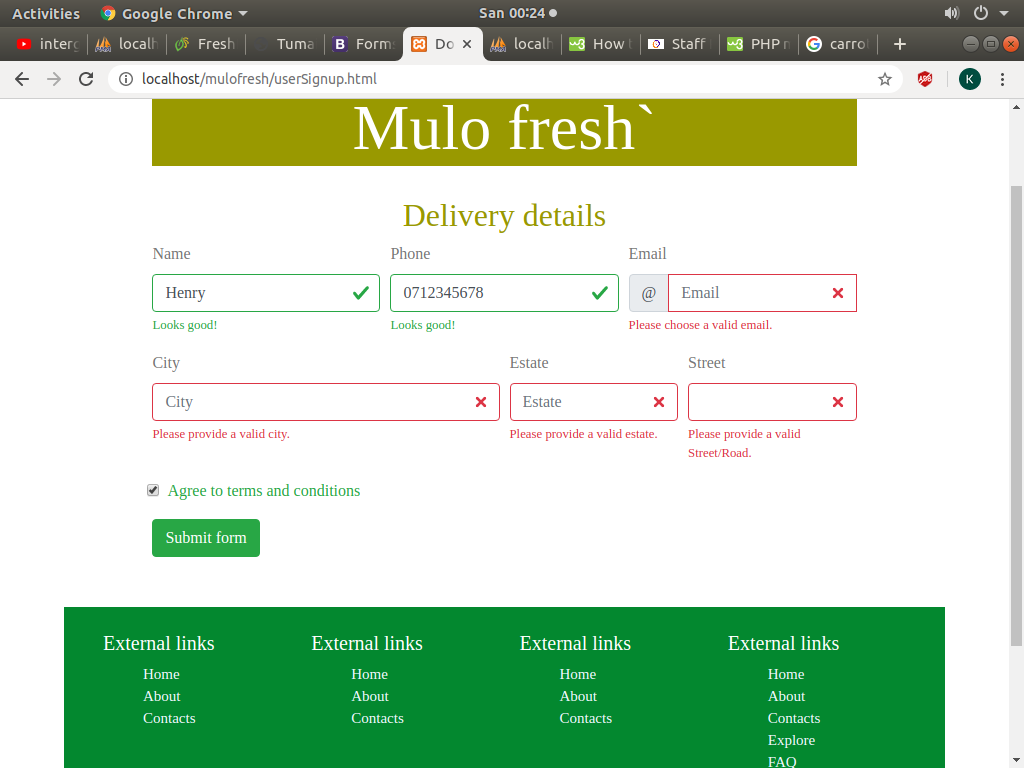 Activities Google Chrome San 00:24
interg localh Fresh Tuma Form: Do localh How Staff PHP carro
localhost/mulofresh/userSignup.html ABP K
Mulo fresh`
Delivery details
Name Phone Email
Henry 0712345678 @ Email
Looks good! Looks good! Please choose a valid email.
City Estate Street
City Estate
Please provide a valid city. Please provide a valid estate. Please provide a valid
Street/Road.
Agree to terms and conditions
Submit form
External links External links External links External links
Home Home Home Home
About About About About
Contacts Contacts Contacts Contacts
Explore
FAQ